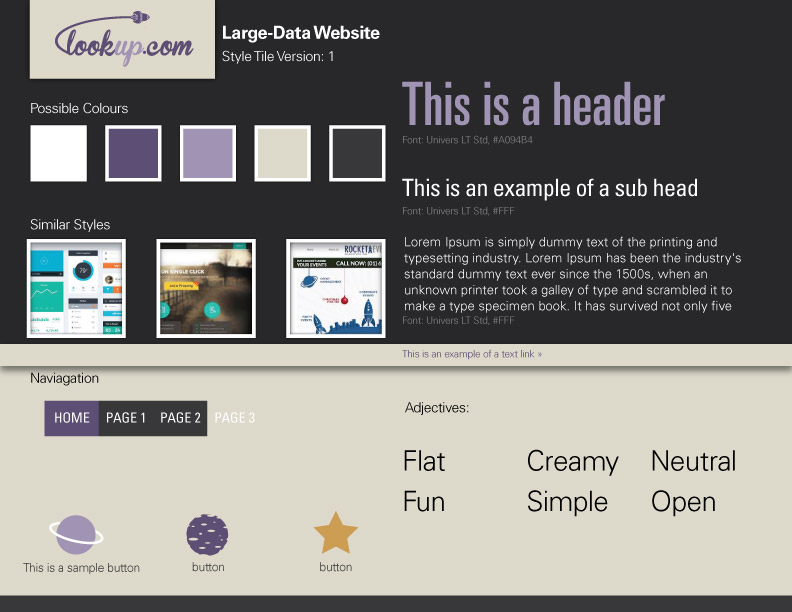 lookup.com
Large-Data Website
Style Tile Version: 1
Possible Colours
This is a header
Font: Univers LT Std, #A094B4
This is an example of a sub head
Font: Univers LT Std, #FFF
Similar Styles
ON SINGLE CLICK
ROCKET
CALL NOW:
Lorem Ipsum is simply dummy text of the printing and
typesetting industry. Lorem Ipsum has been the industry's
standard dummy text ever since the 1500s, when an
unknown printer took a galley of type and scrambled it to
make a type specimen book. It has survived not only five
Font: Univers LT Std, #FFF
This is an example of a text link »
Naviagation
HOME PAGE 1 PAGE 2 PAGE 3
Adjectives:
Flat Creamy Neutral
Fun Simple Open
This is a sample button
button
button